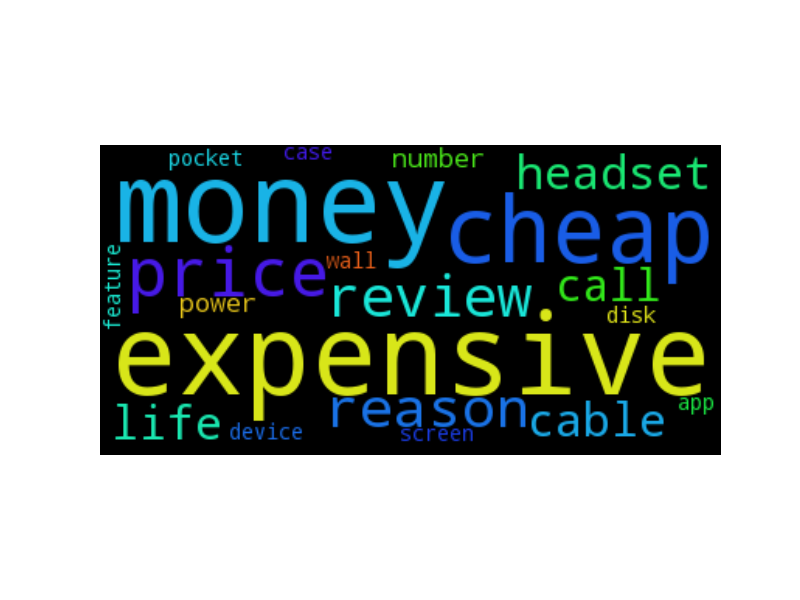 pocket case number
headset
money
cheap
feature
price
wall
review
call
power
disk
expensive
life
device
reason
screen
cable
app